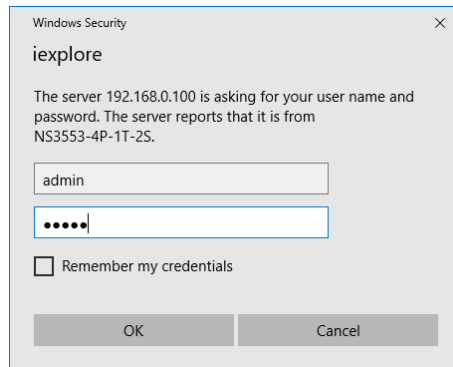 Windows Security
iexplore
The server 192.168.0.100 is asking for your user name and
password. The server reports that it is from
NS3553-4P-1T-2S.
admin
•••••
Remember my credentials
OK
Cancel